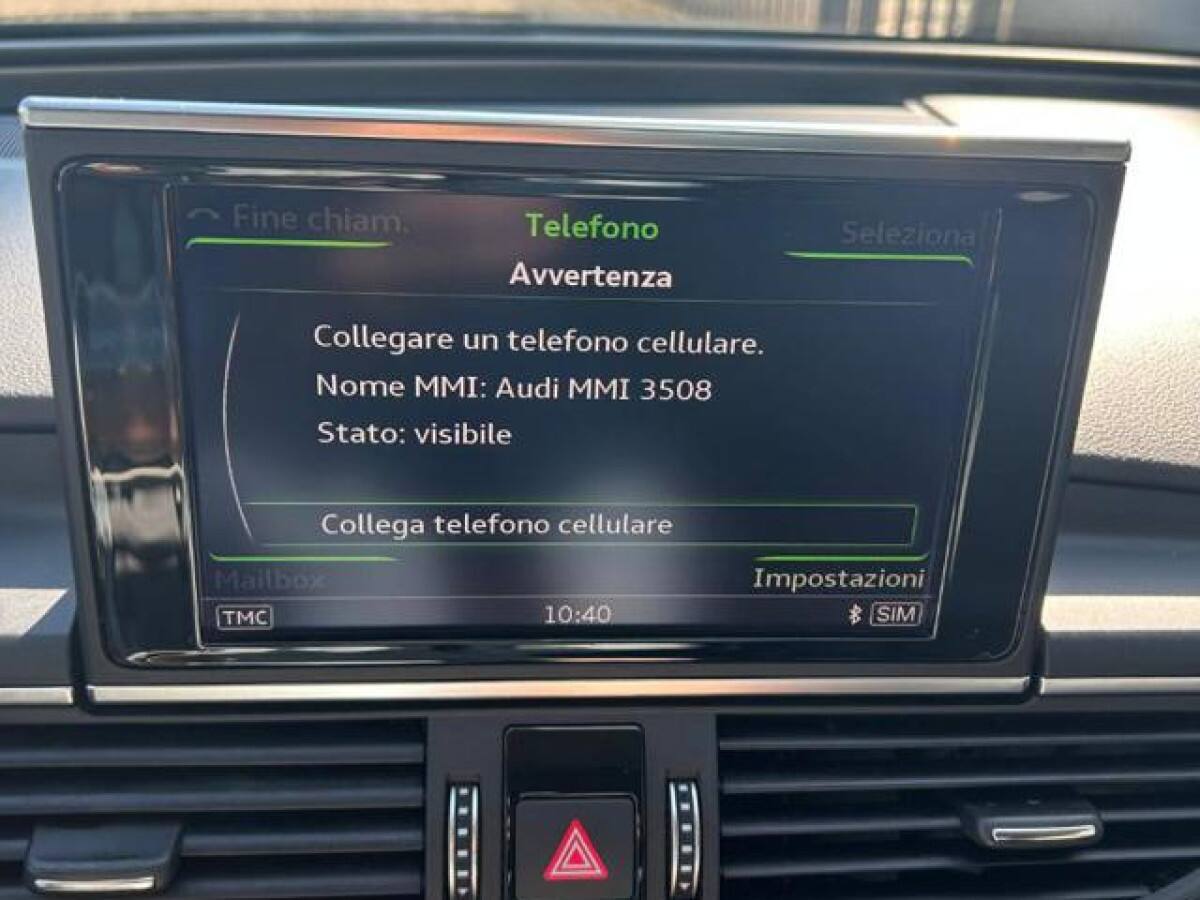 Fine chiam.
Telefono
Seleziona
Avvertenza
Collegare un telefono cellulare.
Nome MMI: Audi MMI 3508
Stato: visibile
Collega telefono cellulare
Mailbox
Impostazioni
TMC
10:40
SIM